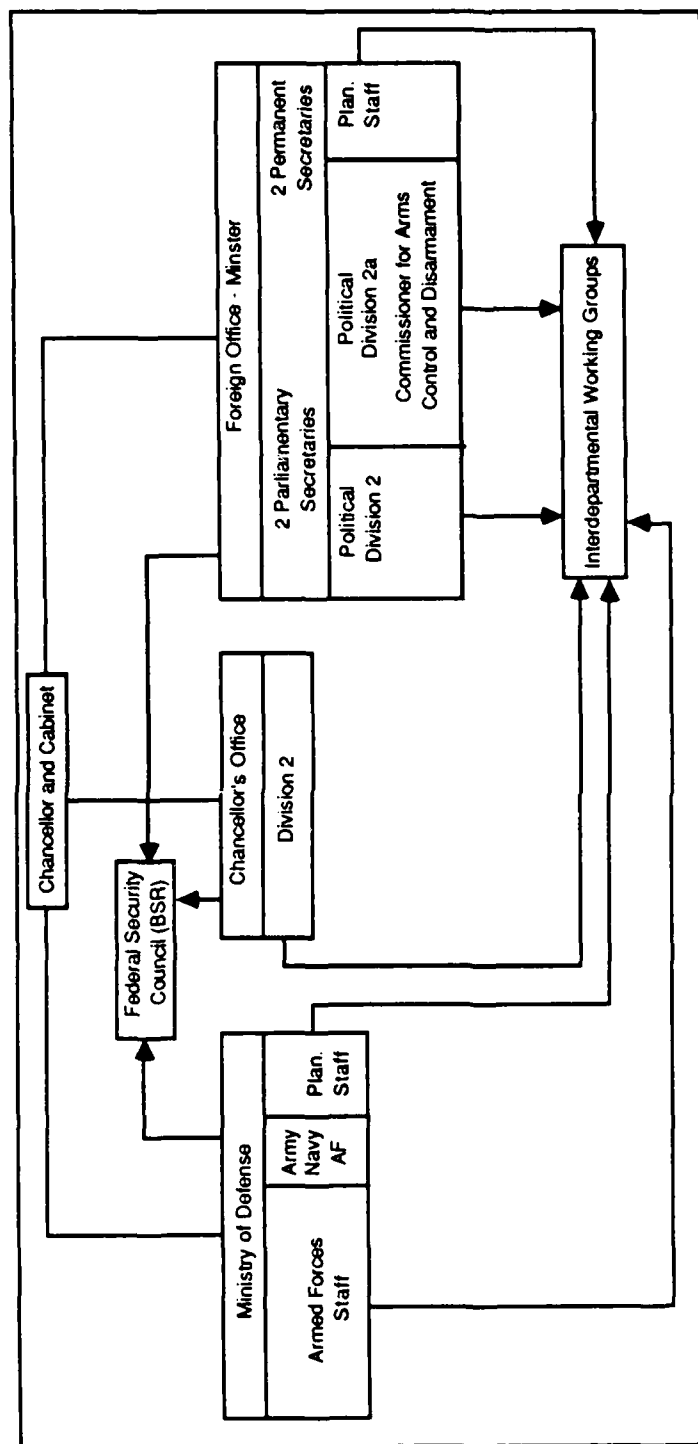 Chancellor and Cabinet
Federal Security
Council (BSR)
Ministry of Defense
Armed Forces
Staff
Army
Navy
AF
Plan.
Staff
Chancellor's Office
Division 2
Foreign Office - Minster
2 Parliamentary
Secretaries
2 Permanent
Secretaries
Political
Division 2
Political
Division 2a
Commissioner for Arms
Control and Disarmament
Plan.
Staff
Interdepartmental Working Groups